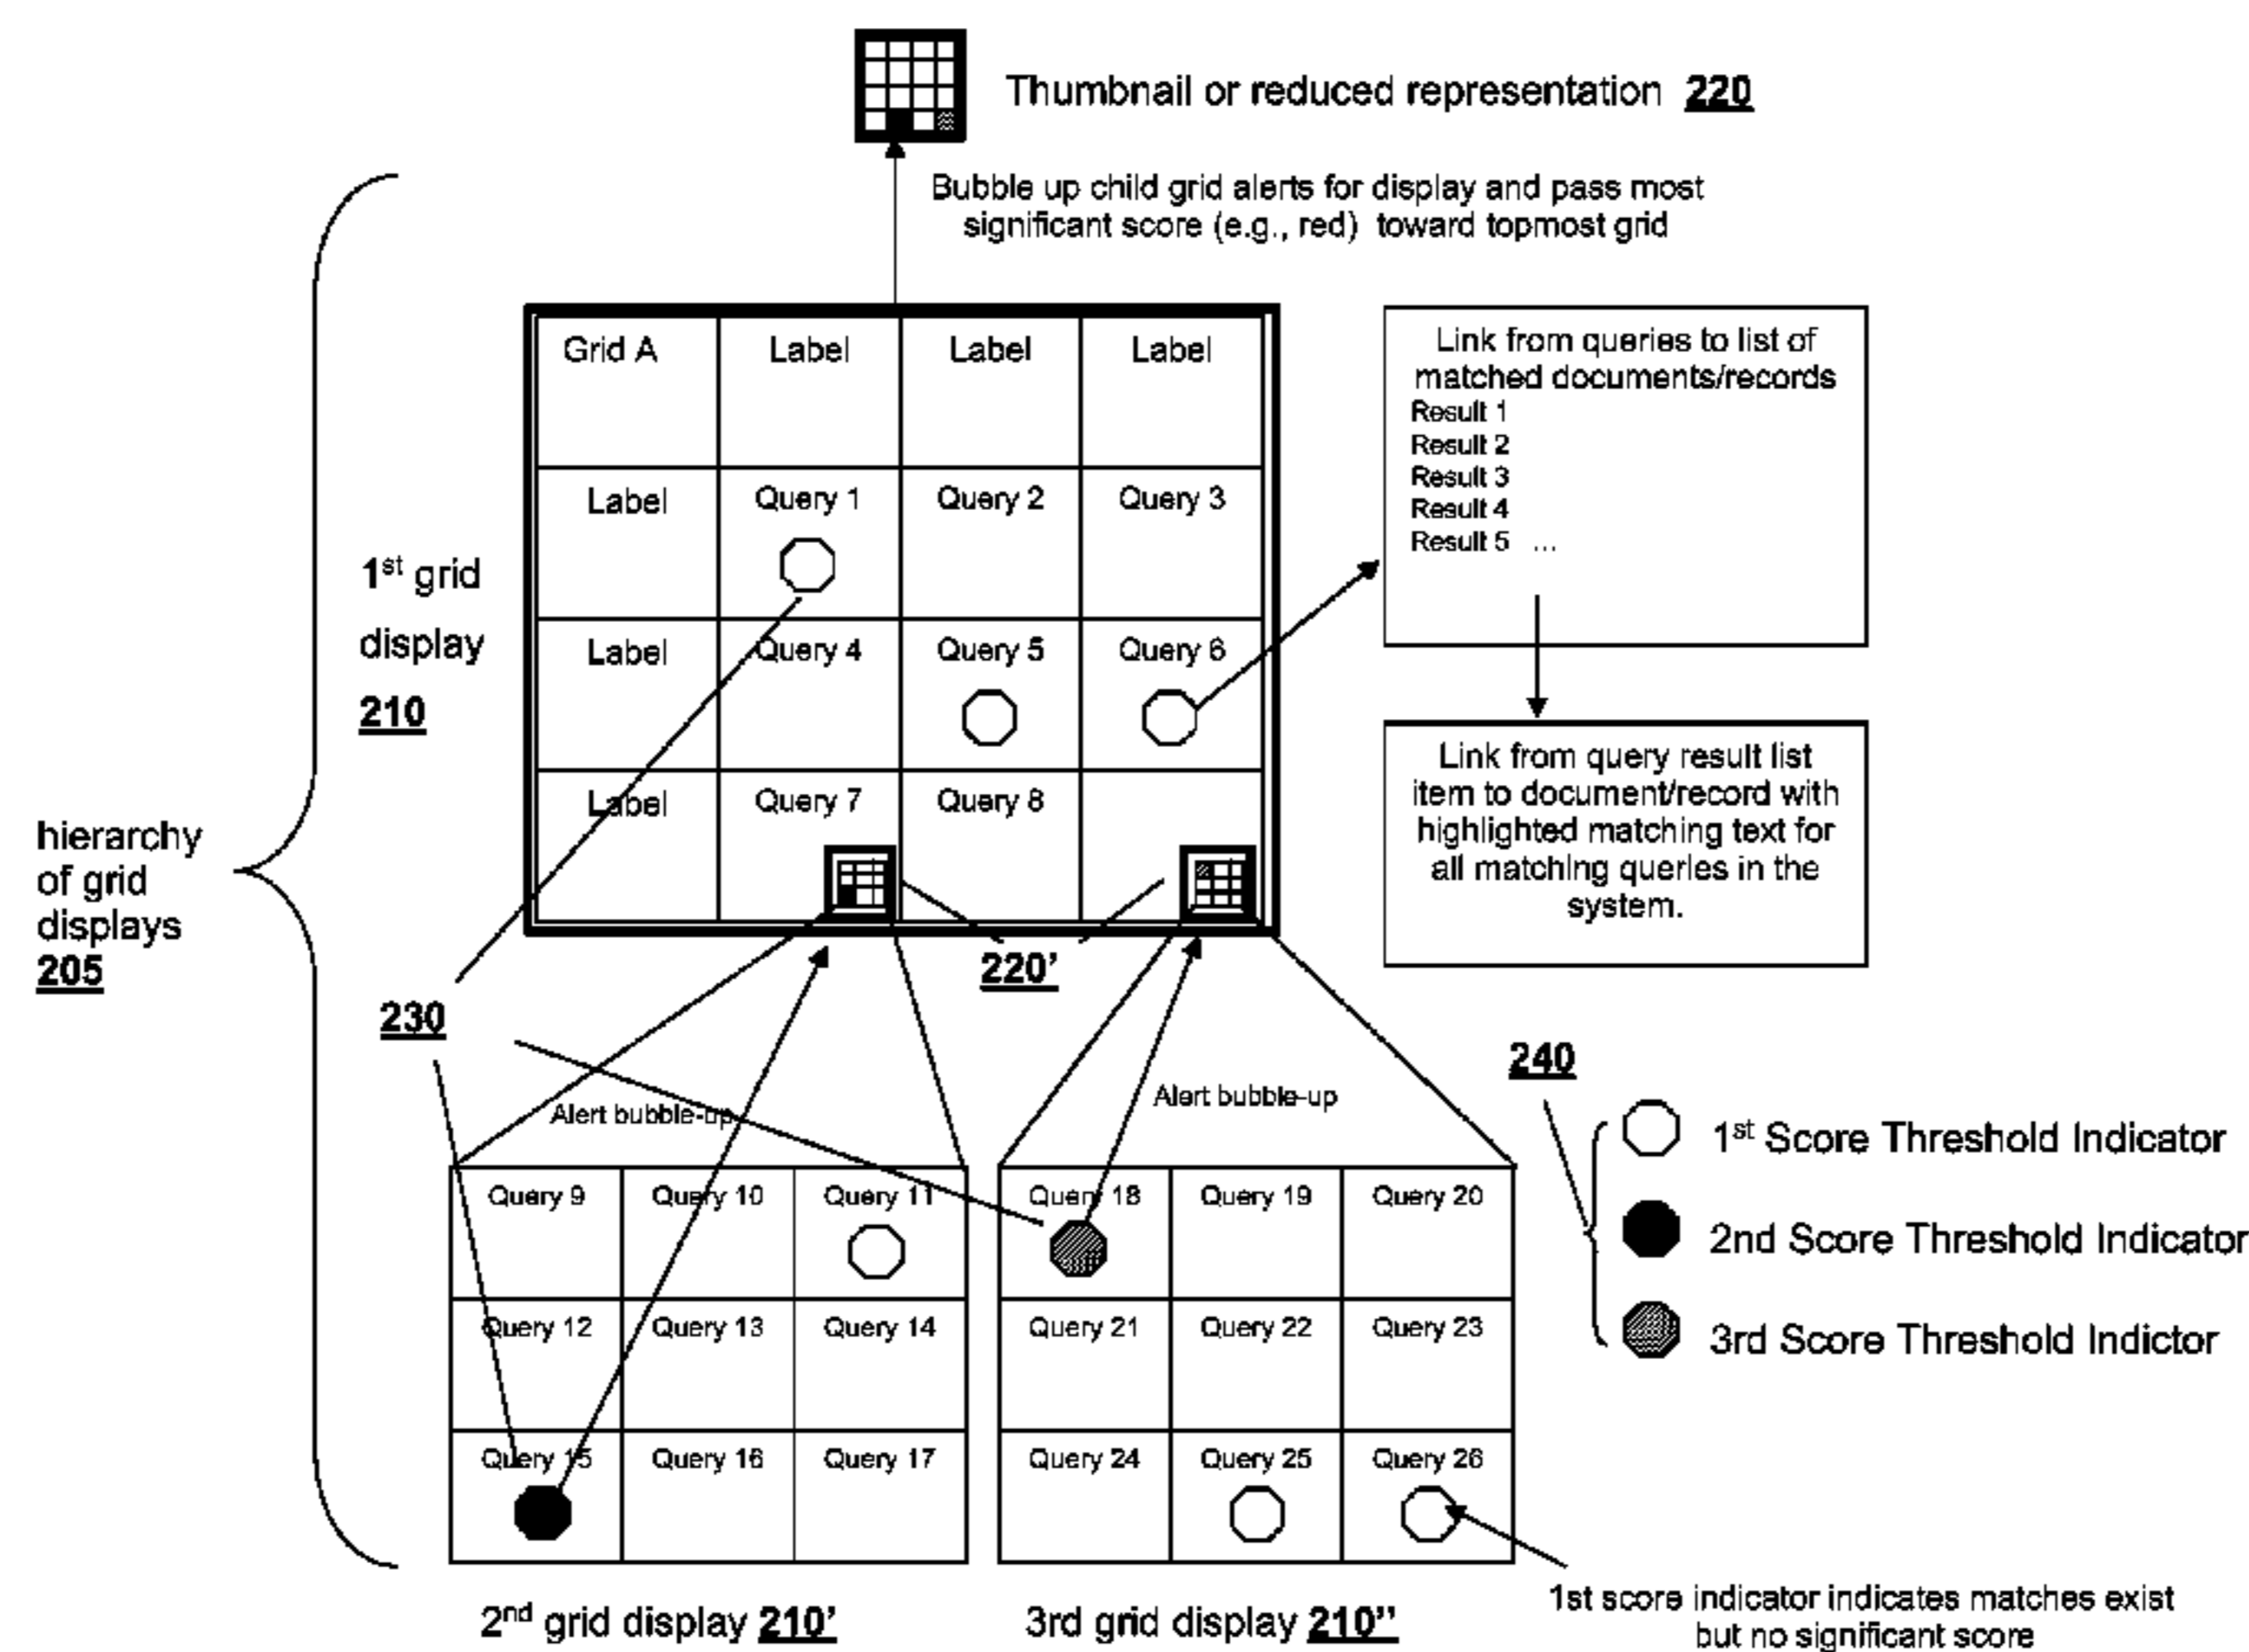 Thumbnail or reduced representation 220
Bubble up child grid alerts for display and pass most
significant score (e.g., red) toward topmost grid
Grid A Label Label Label
Label Query 1 Query 2 Query 3
Label Query 4 Query 5 Query 6
Label Query 7 Query 8
1st grid
display
210
Link from queries to list of
matched documents/records
Result 1
Result 2
Result 3
Result 4
Result 5 ...
Link from query result list
item to document/record with
highlighted matching text for
all matching queries in the
system.
hierarchy
of grid
displays
205
220'
230
Alert bubble-up
Alert bubble-up
Query 9 Query 10 Query 11
Query 12 Query 13 Query 14
Query 15 Query 16 Query 17
2nd grid display 210'
Query 18 Query 19 Query 20
Query 21 Query 22 Query 23
Query 24 Query 25 Query 26
3rd grid display 210"
240
1st Score Threshold Indicator
2nd Score Threshold Indicator
3rd Score Threshold Indictor
1st score indicator indicates matches exist
but no significant score